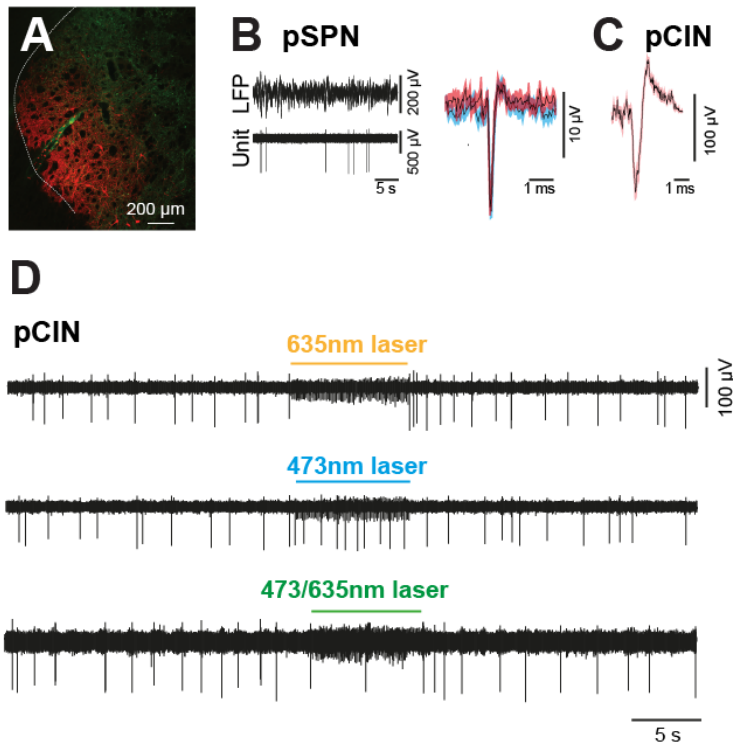 A
200 µm
B pSPN
LFP
200 µV
Unit
500 µV
5 s
10 µV
1 ms
C pCIN
100 µV
1 ms
D
pCIN
635nm laser
100 µV
473nm laser
473/635nm laser
5 s